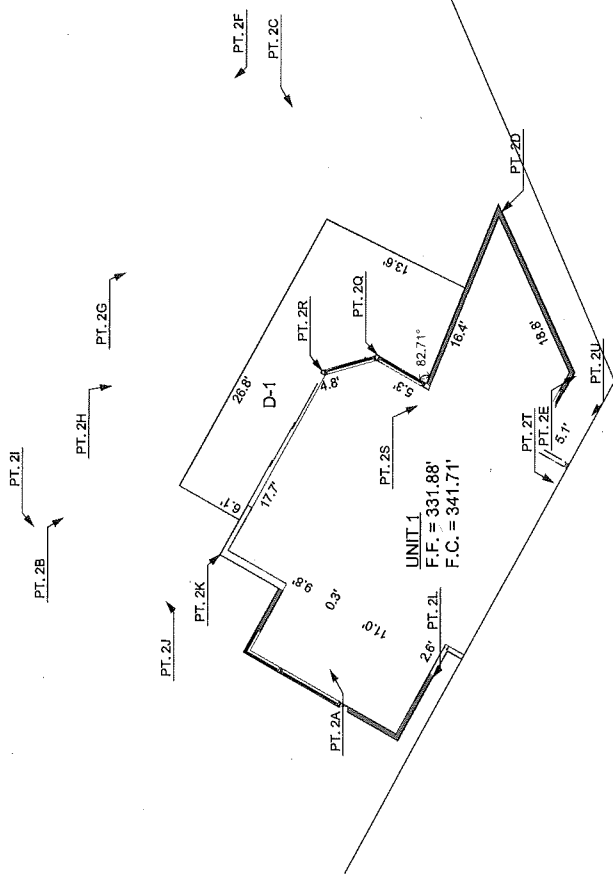 PT. 2F
PT. 2C
PT. 2D
PT. 2G
PT. 2H
PT. 2I
PT. 2B
PT. 2R
PT. 2Q
PT. 2K
PT. 2J
PT. 2S
PT. 2U
PT. 2T
PT. 2E
PT. 2L
PT. 2A
D-1
26.8'
13.6'
4.8'
5.3'
82.71°
16.4'
18.8'
5.1'
6.1'
17.7'
9.8'
0.3'
11.0'
2.6'
UNIT 1
F.F. = 331.88'
F.C. = 341.71'